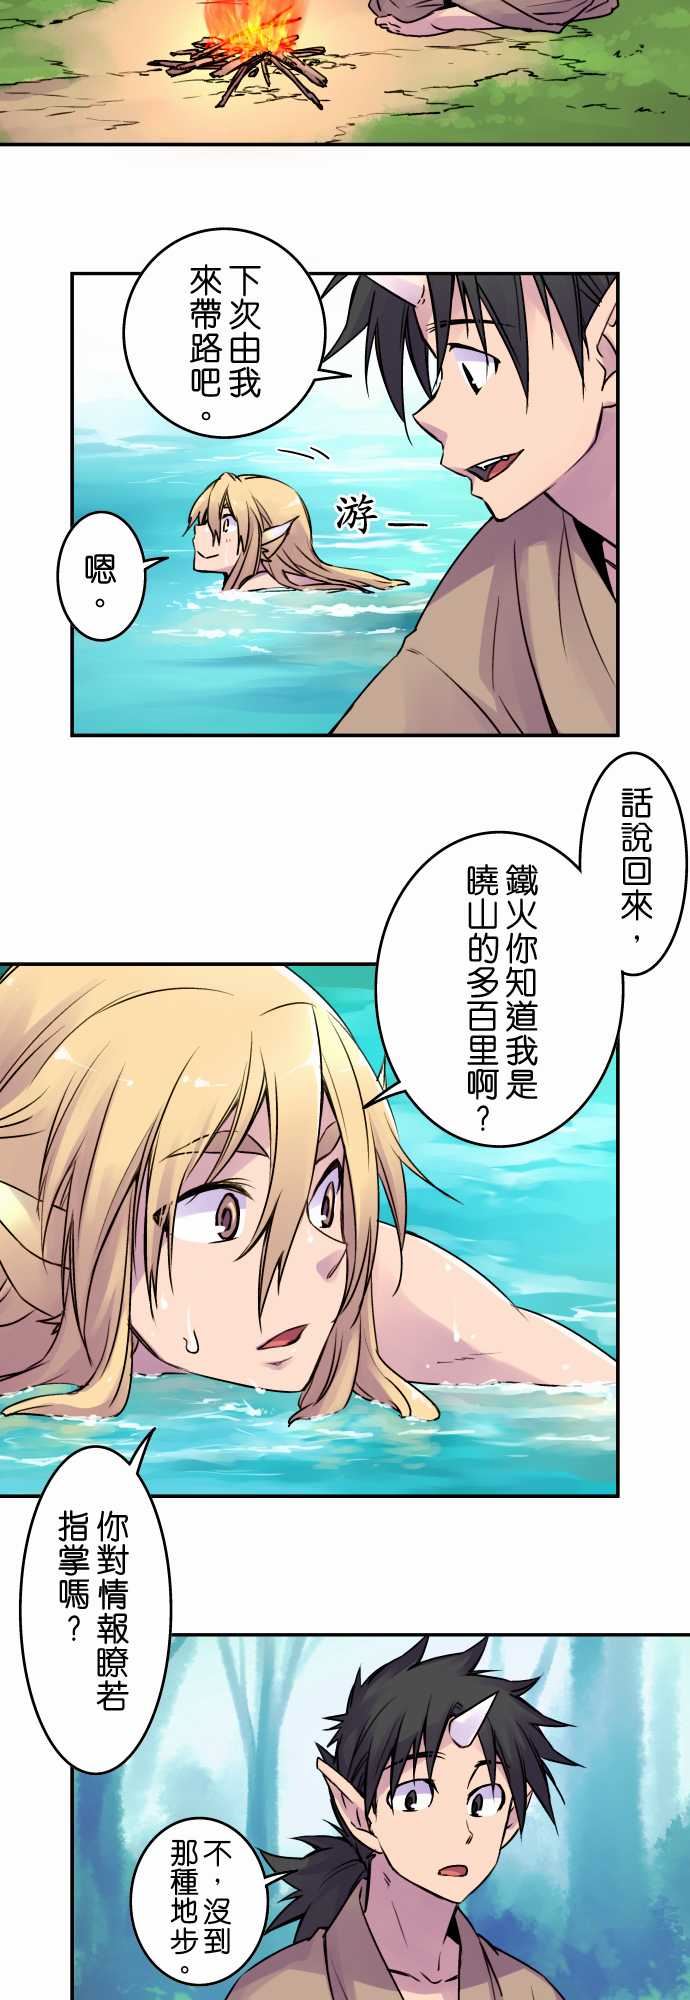 下次由我
來帶路吧。
游—
嗯。
話說回來，
鐵火你知道我是
曉山的多百里啊？
你對情報瞭若
指掌嗎？
不，沒到
那種地步。